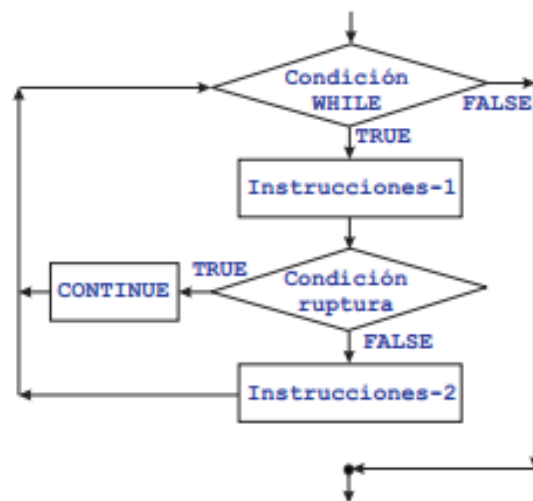 Condición
WHILE
FALSE
TRUE
Instrucciones-1
TRUE
CONTINUE
Condición
ruptura
FALSE
Instrucciones-2